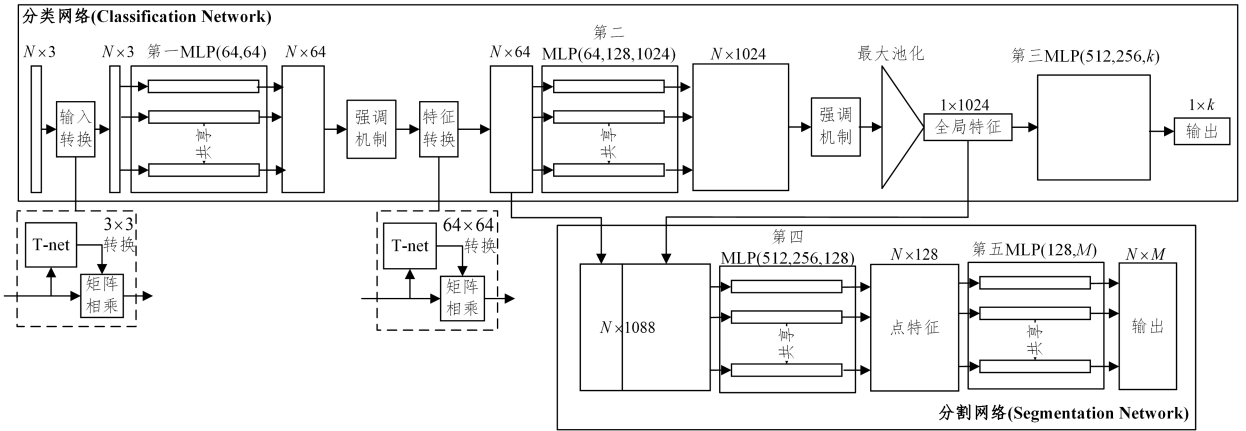 分类网络(Classification Network)
N×3
N×3
第一MLP(64,64)
N×64
N×64
第二
MLP(64,128,1024)
N×1024
最大池化
第三MLP(512,256,k)
输入
转换
共享
强调
机制
特征
转换
共享
强调
机制
1×1024
全局特征
1×k
输出
3×3
转换
T-net
矩阵
相乘
64×64
转换
T-net
矩阵
相乘
第四
MLP(512,256,128)
N×128
第五MLP(128,M)
N×M
N×1088
共享
点特征
共享
输出
分割网络(Segmentation Network)